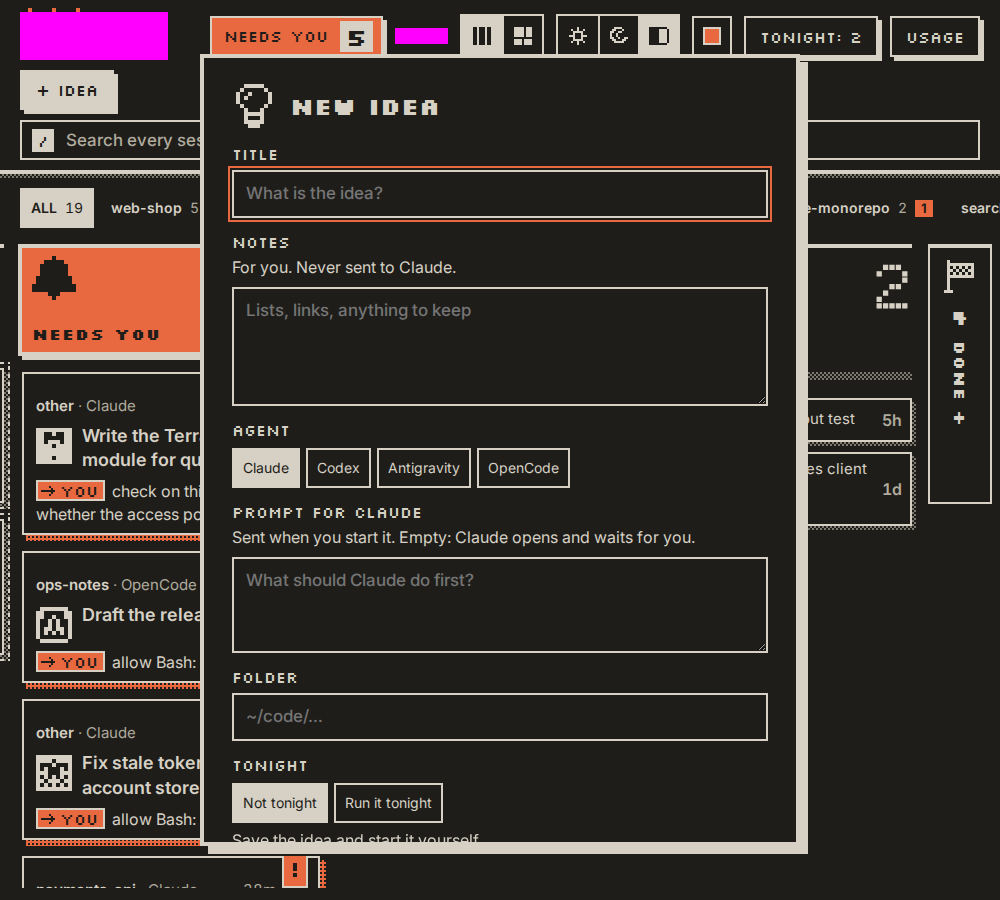 NEEDS YOU 5
TONIGHT: 2
USAGE
+ IDEA
/ Search every ses
ALL 19
web-shop 5
e-monorepo 2 1
searc
NEEDS YOU
other · Claude
Write the Terr
module for qu
→ YOU check on thi
whether the access po
ops-notes · OpenCode
Draft the relea
→ YOU allow Bash:
other · Claude
Fix stale toker
account store
→ YOU allow Bash:
payments-api · Claude 28m
!
NEW IDEA
TITLE
What is the idea?
NOTES
For you. Never sent to Claude.
Lists, links, anything to keep
AGENT
Claude
Codex
Antigravity
OpenCode
PROMPT FOR CLAUDE
Sent when you start it. Empty: Claude opens and waits for you.
What should Claude do first?
FOLDER
~/code/...
TONIGHT
Not tonight
Run it tonight
Save the idea and start it yourself.
2
out test 5h
es client
1d
4 DONE +